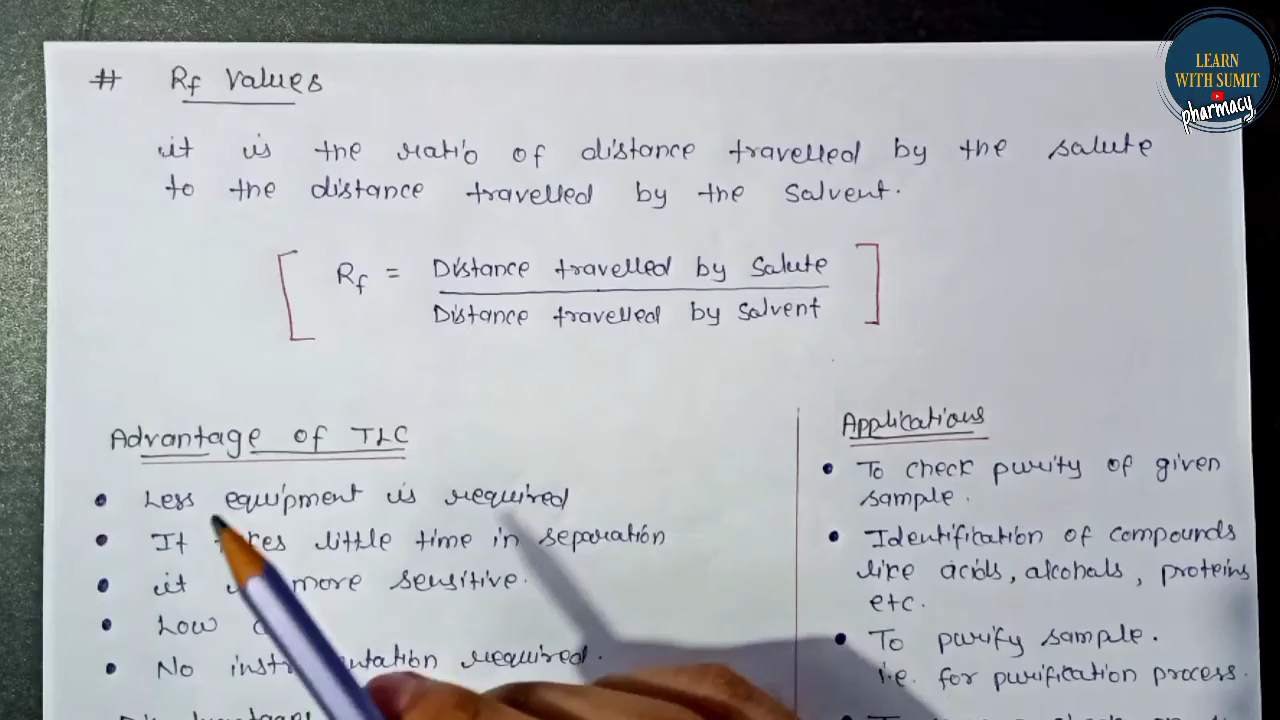 LEARN
WITH SUMIT
pharmacy
# Rf Values
it is the ratio of distance travelled by the salute
to the distance travelled by the Solvent.
Rf = Distance travelled by Salute
Distance travelled by Solvent
Advantage of TLC
• Less equipment is required
• It little time in separation
• it more sensitive.
• Low
• No required.
Applications
• To check purity of given
sample.
• Identification of compounds
like acids, alcohals, proteins
etc.
• To purify sample.
i.e. for purification process.